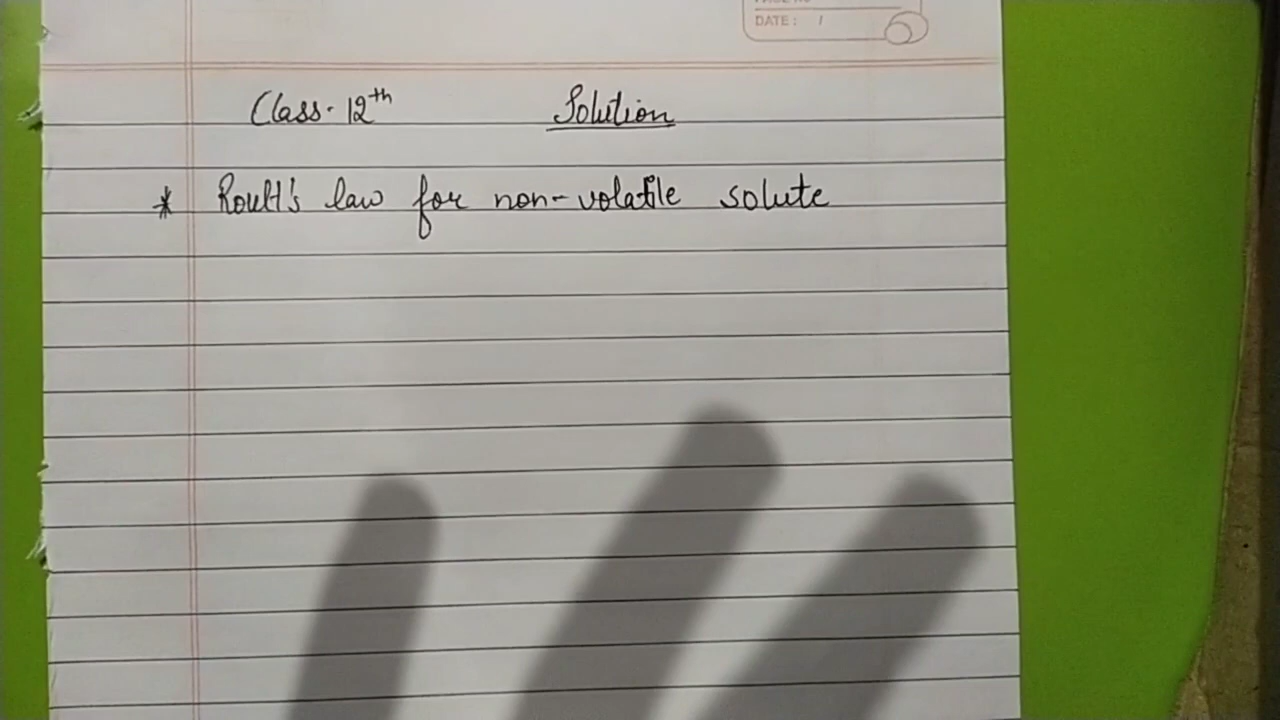 DATE: /
Class. 12th Solution
* Roult's law for non-volatile solute